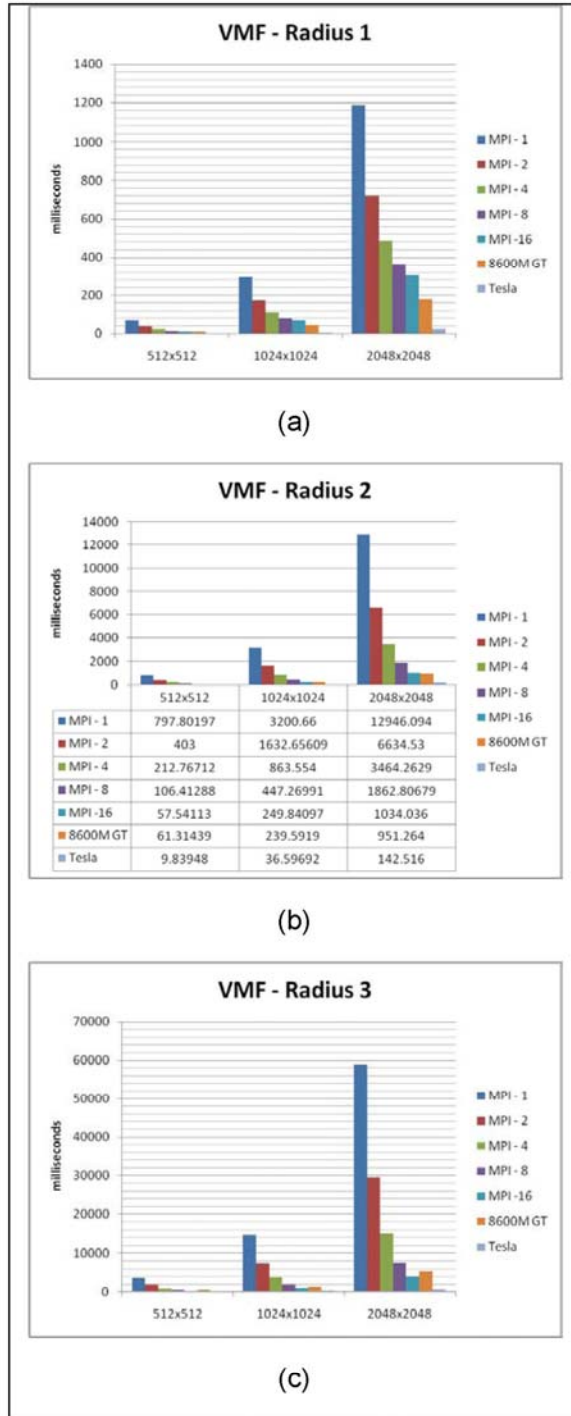 VMF - Radius 1
milliseconds
1400
1200
1000
800
600
400
200
0
512x512 1024x1024 2048x2048
MPI - 1
MPI - 2
MPI - 4
MPI - 8
MPI -16
8600M GT
Tesla
(a)
VMF - Radius 2
milliseconds
14000
12000
10000
8000
6000
4000
2000
0
MPI - 1
MPI - 2
MPI - 4
MPI - 8
MPI -16
8600M GT
Tesla
512x512 1024x1024 2048x2048
MPI - 1 797.80197 3200.66 12946.094
MPI - 2 403 1632.65609 6634.53
MPI - 4 212.76712 863.554 3464.2629
MPI - 8 106.41288 447.26991 1862.80679
MPI -16 57.54113 249.84097 1034.036
8600M GT 61.31439 239.5919 951.264
Tesla 9.83948 36.59692 142.516
(b)
VMF - Radius 3
milliseconds
70000
60000
50000
40000
30000
20000
10000
0
512x512 1024x1024 2048x2048
MPI - 1
MPI - 2
MPI - 4
MPI - 8
MPI -16
8600M GT
Tesla
(c)